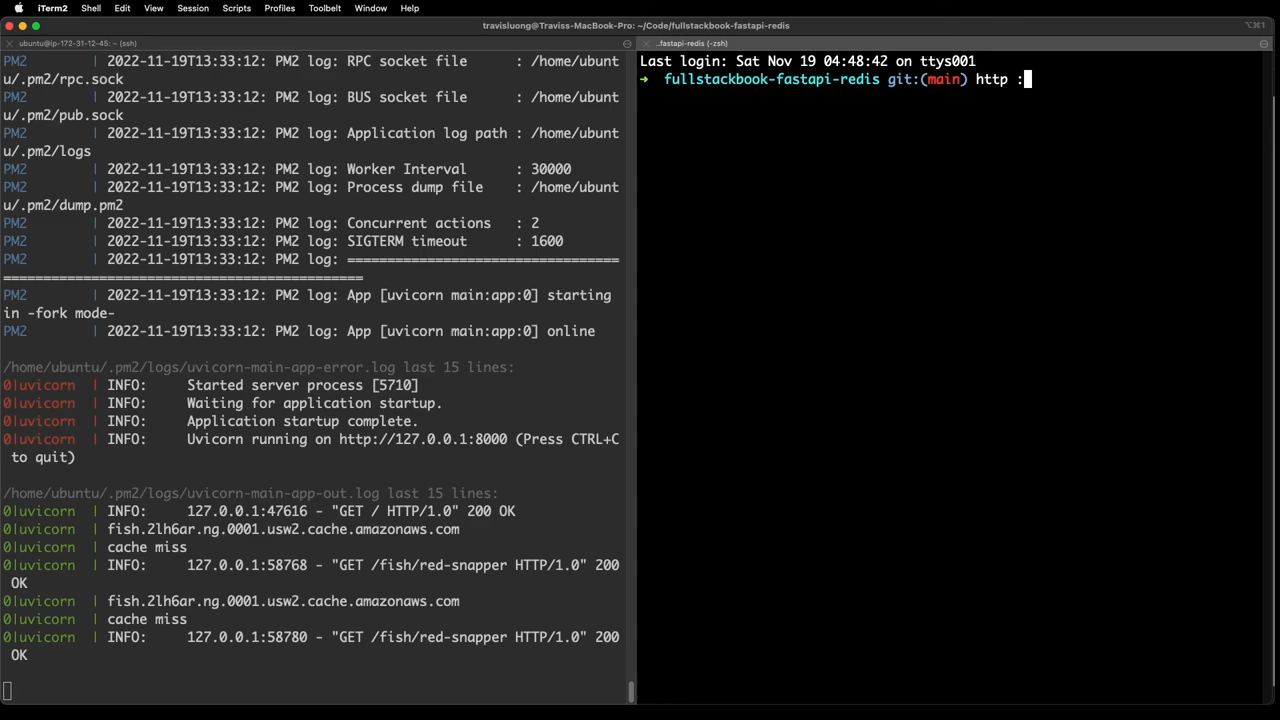 iTerm2 Shell Edit View Session Scripts Profiles Toolbelt Window Help
travisluong@Traviss-MacBook-Pro: ~/Code/fullstackbook-fastapi-redis
⌥⌘1
ubuntu@ip-172-31-12-45: ~ (ssh)
..fastapi-redis (-zsh)
PM2 | 2022-11-19T13:33:12: PM2 log: RPC socket file : /home/ubunt
u/.pm2/rpc.sock
PM2 | 2022-11-19T13:33:12: PM2 log: BUS socket file : /home/ubunt
u/.pm2/pub.sock
PM2 | 2022-11-19T13:33:12: PM2 log: Application log path : /home/ubunt
u/.pm2/logs
PM2 | 2022-11-19T13:33:12: PM2 log: Worker Interval : 30000
PM2 | 2022-11-19T13:33:12: PM2 log: Process dump file : /home/ubunt
u/.pm2/dump.pm2
PM2 | 2022-11-19T13:33:12: PM2 log: Concurrent actions : 2
PM2 | 2022-11-19T13:33:12: PM2 log: SIGTERM timeout : 1600
PM2 | 2022-11-19T13:33:12: PM2 log: ==================================
=============================================
PM2 | 2022-11-19T13:33:12: PM2 log: App [uvicorn main:app:0] starting
in -fork mode-
PM2 | 2022-11-19T13:33:12: PM2 log: App [uvicorn main:app:0] online
/home/ubuntu/.pm2/logs/uvicorn-main-app-error.log last 15 lines:
0|uvicorn | INFO: Started server process [5710]
0|uvicorn | INFO: Waiting for application startup.
0|uvicorn | INFO: Application startup complete.
0|uvicorn | INFO: Uvicorn running on http://127.0.0.1:8000 (Press CTRL+C
to quit)
/home/ubuntu/.pm2/logs/uvicorn-main-app-out.log last 15 lines:
0|uvicorn | INFO: 127.0.0.1:47616 - "GET / HTTP/1.0" 200 OK
0|uvicorn | fish.2lh6ar.ng.0001.usw2.cache.amazonaws.com
0|uvicorn | cache miss
0|uvicorn | INFO: 127.0.0.1:58768 - "GET /fish/red-snapper HTTP/1.0" 200
OK
0|uvicorn | fish.2lh6ar.ng.0001.usw2.cache.amazonaws.com
0|uvicorn | cache miss
0|uvicorn | INFO: 127.0.0.1:58780 - "GET /fish/red-snapper HTTP/1.0" 200
OK
Last login: Sat Nov 19 04:48:42 on ttys001
➜ fullstackbook-fastapi-redis git:(main) http :